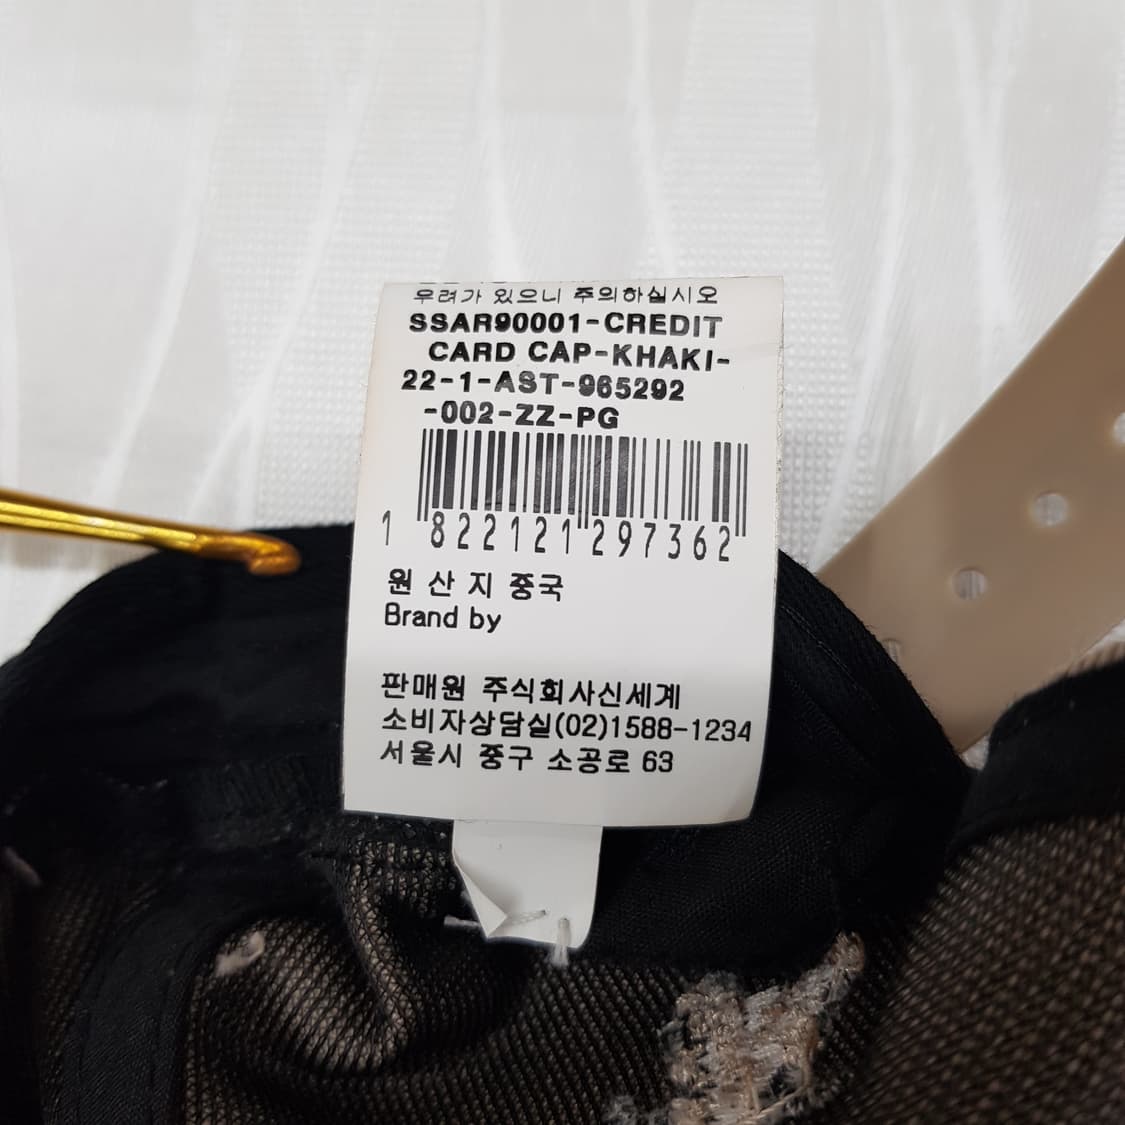 우려가 있으니 주의하실시오
SSAR90001-CREDIT
CARD CAP-KHAKI-
22-1-AST-965292
-002-ZZ-PG
1 822121 297362
원 산 지 중국
Brand by
판매원 주식회사신세계
소비자상담실(02)1588-1234
서울시 중구 소공로 63